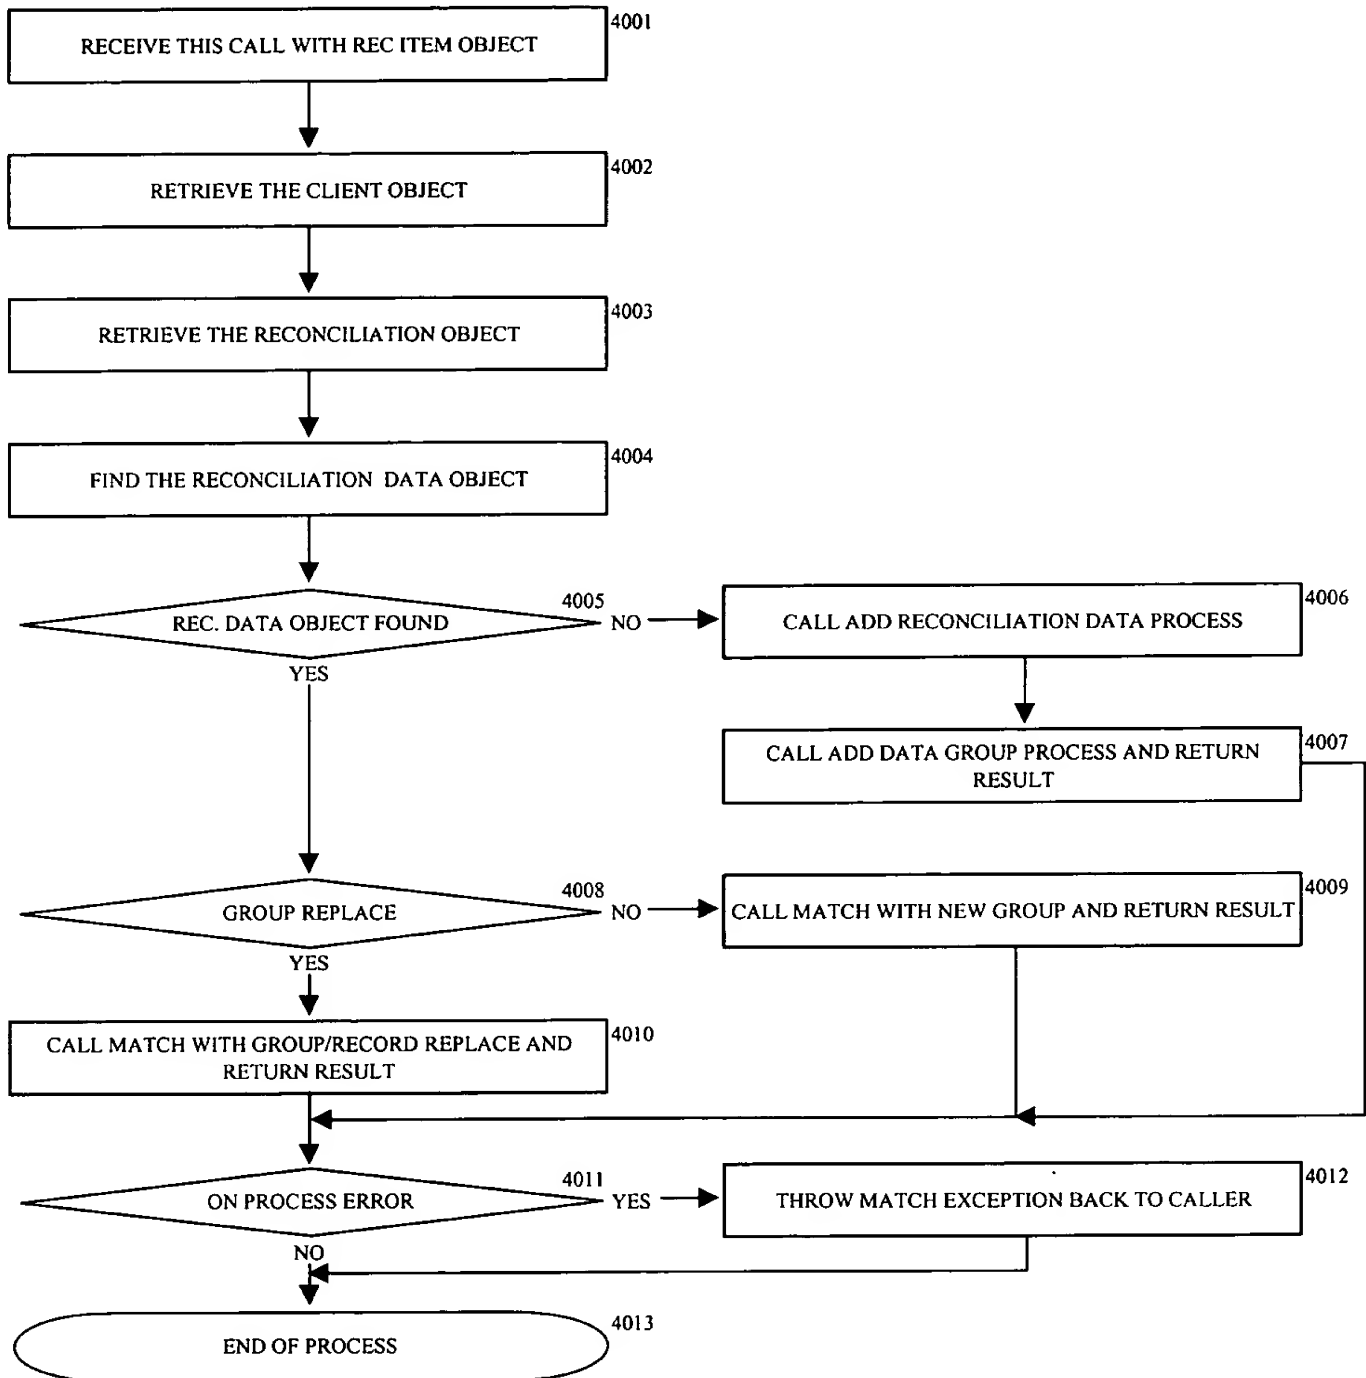 4001
RECEIVE THIS CALL WITH REC ITEM OBJECT
4002
RETRIEVE THE CLIENT OBJECT
4003
RETRIEVE THE RECONCILIATION OBJECT
4004
FIND THE RECONCILIATION DATA OBJECT
4005
REC. DATA OBJECT FOUND
NO
YES
4006
CALL ADD RECONCILIATION DATA PROCESS
4007
CALL ADD DATA GROUP PROCESS AND RETURN
RESULT
4008
GROUP REPLACE
NO
YES
4009
CALL MATCH WITH NEW GROUP AND RETURN RESULT
4010
CALL MATCH WITH GROUP/RECORD REPLACE AND
RETURN RESULT
4011
ON PROCESS ERROR
YES
NO
4012
THROW MATCH EXCEPTION BACK TO CALLER
4013
END OF PROCESS